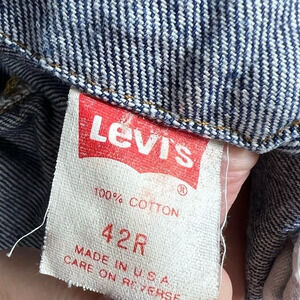 Levi's
®
100% COTTON
42R
MADE IN U.S.A
CARE ON REVERSE